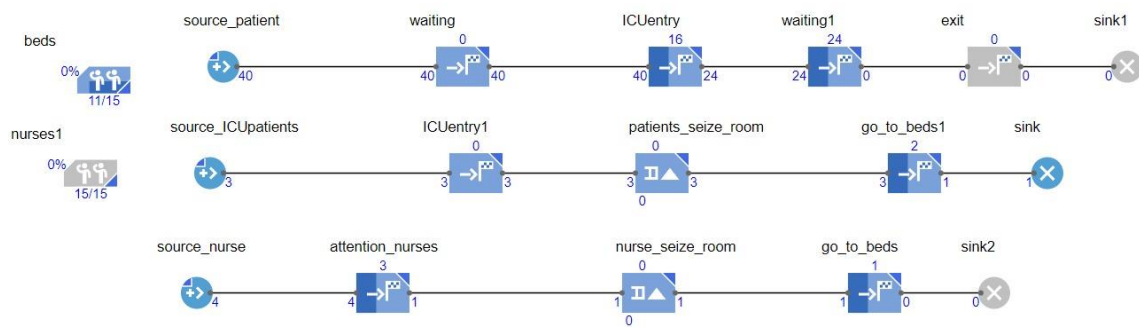 source_patient waiting ICUentry waiting1 exit sink1
beds 0 16 24 0
0%
40 40 40 40 24 24 0 0 0 0
11/15
nurses1 source_ICUpatients ICUentry1 patients_seize_room go_to_beds1 sink
0% 0 0 2
3 3 3 3 3 3 1 1
15/15
0
source_nurse attention_nurses nurse_seize_room go_to_beds sink2
3 0 1
4 4 1 1 1 1 0 0
0